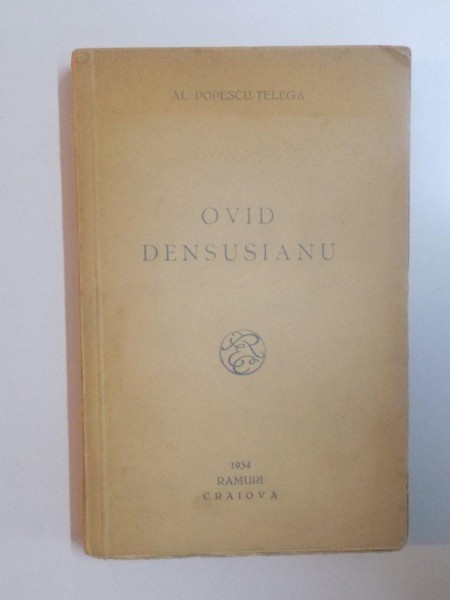 AL. POPESCU-TELEGA
OVID
DENSUSIANU
1934
RAMURI
CRAIOVA